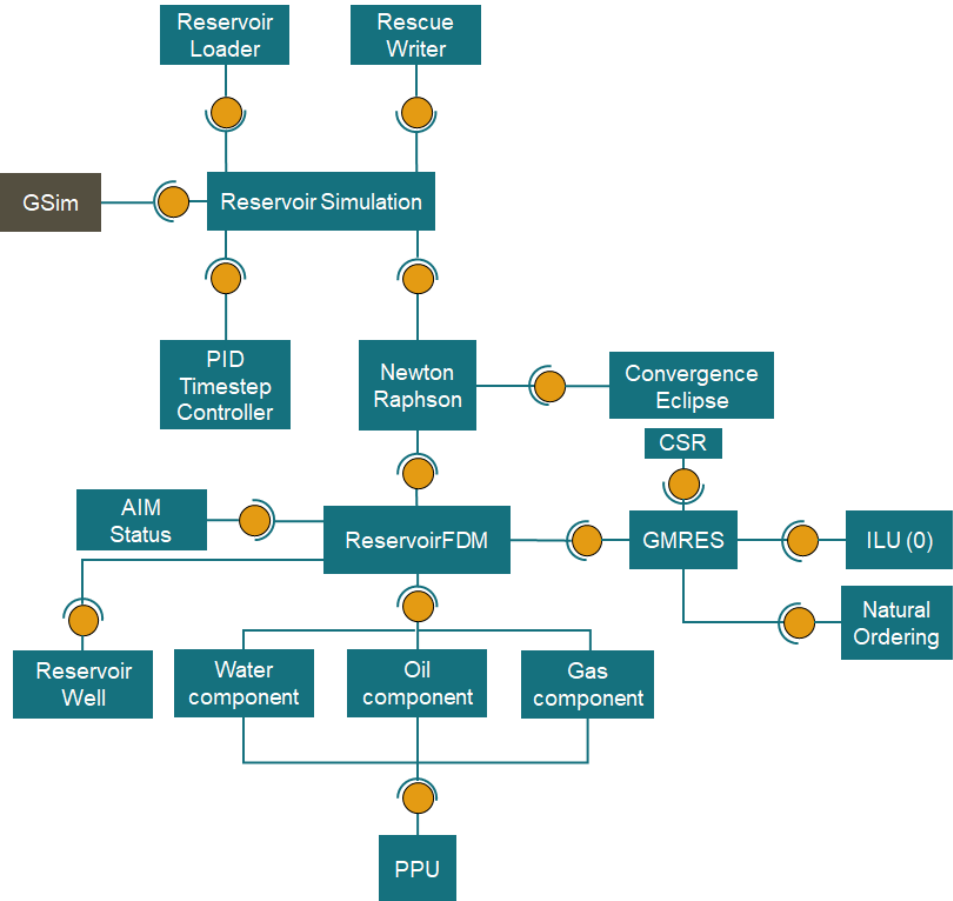 Reservoir
Loader
Rescue
Writer
GSim
Reservoir Simulation
PID
Timestep
Controller
Newton
Raphson
Convergence
Eclipse
CSR
AIM
Status
ReservoirFDM
GMRES
ILU (0)
Natural
Ordering
Reservoir
Well
Water
component
Oil
component
Gas
component
PPU